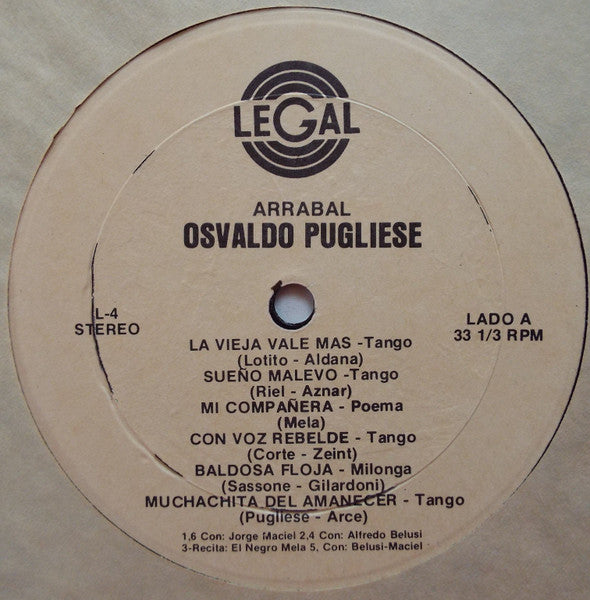 LEGAL
ARRABAL
OSVALDO PUGLIESE
L-4
STEREO
LADO A
33 1/3 RPM
LA VIEJA VALE MAS -Tango
(Lotito - Aldana)
SUEÑO MALEVO -Tango
(Riel - Aznar)
MI COMPAÑERA - Poema
(Mela)
CON VOZ REBELDE - Tango
(Corte - Zeint)
BALDOSA FLOJA - Milonga
(Sassone - Gilardoni)
MUCHACHITA DEL AMANECER - Tango
(Pugliese - Arce)
1,6 Con: Jorge Maciel 2,4 Con: Alfredo Belusi
3-Recita: El Negro Mela 5, Con: Belusi-Maciel